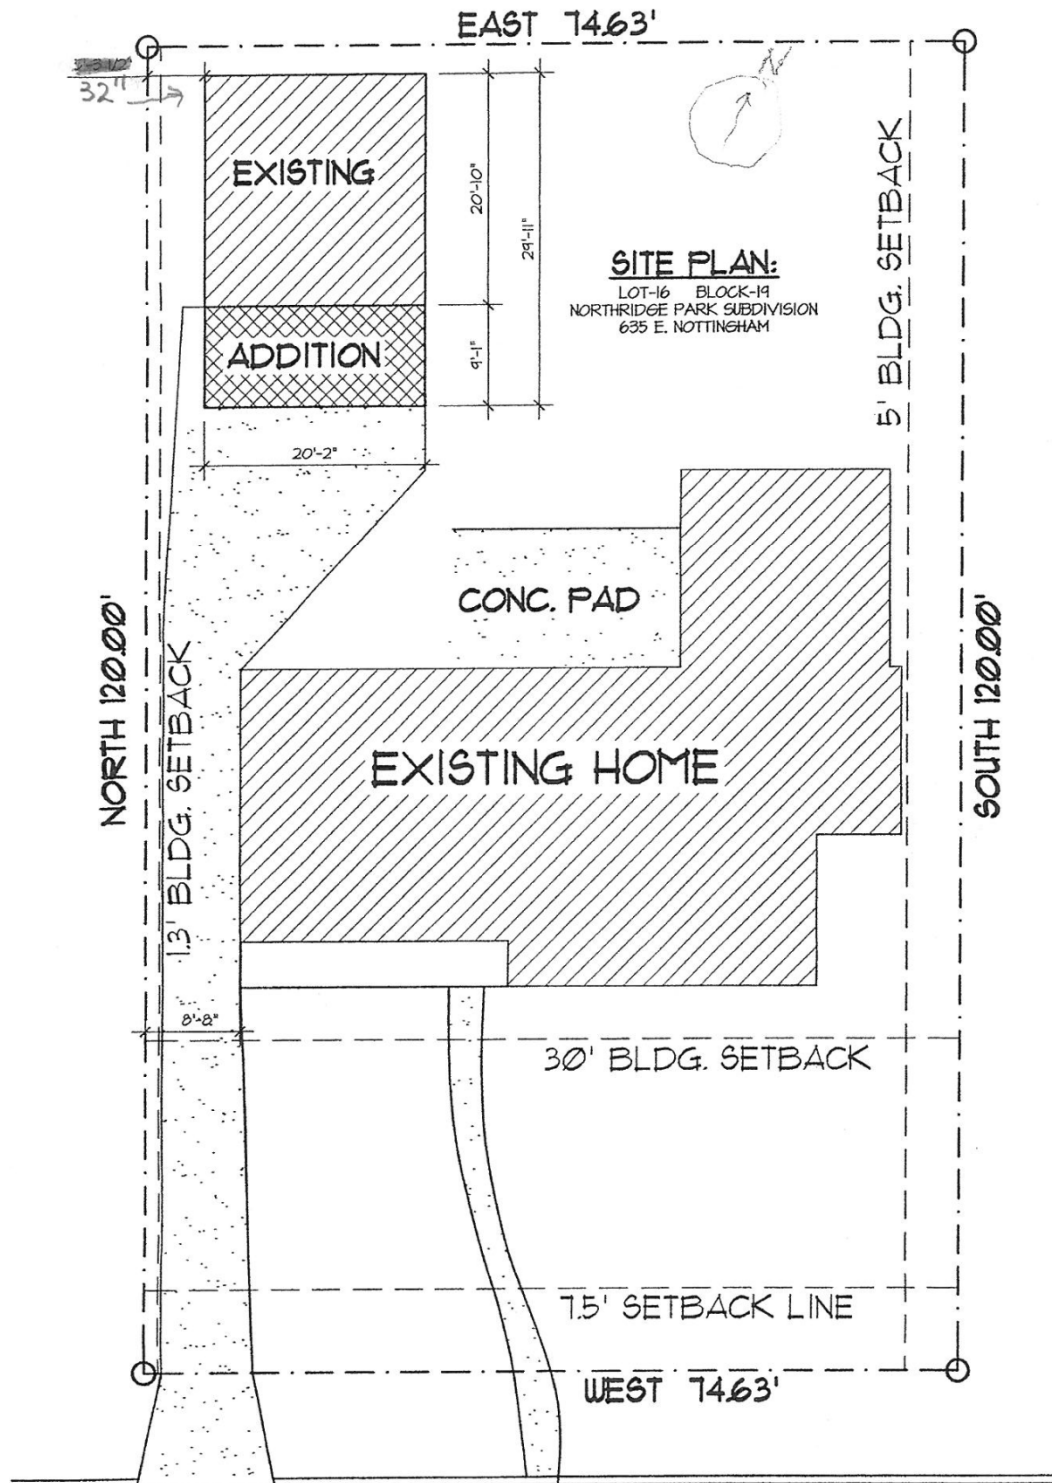 EAST 74.63'
32"
N
EXISTING
20'-10"
29'-11"
5' BLDG. SETBACK
SITE PLAN:
LOT-16 BLOCK-19
NORTHRIDGE PARK SUBDIVISION
635 E. NOTTINGHAM
ADDITION
9'-1"
20'-2"
CONC. PAD
NORTH 120.00'
1.3' BLDG. SETBACK
EXISTING HOME
SOUTH 120.00'
8'-8"
30' BLDG. SETBACK
7.5' SETBACK LINE
WEST 74.63'